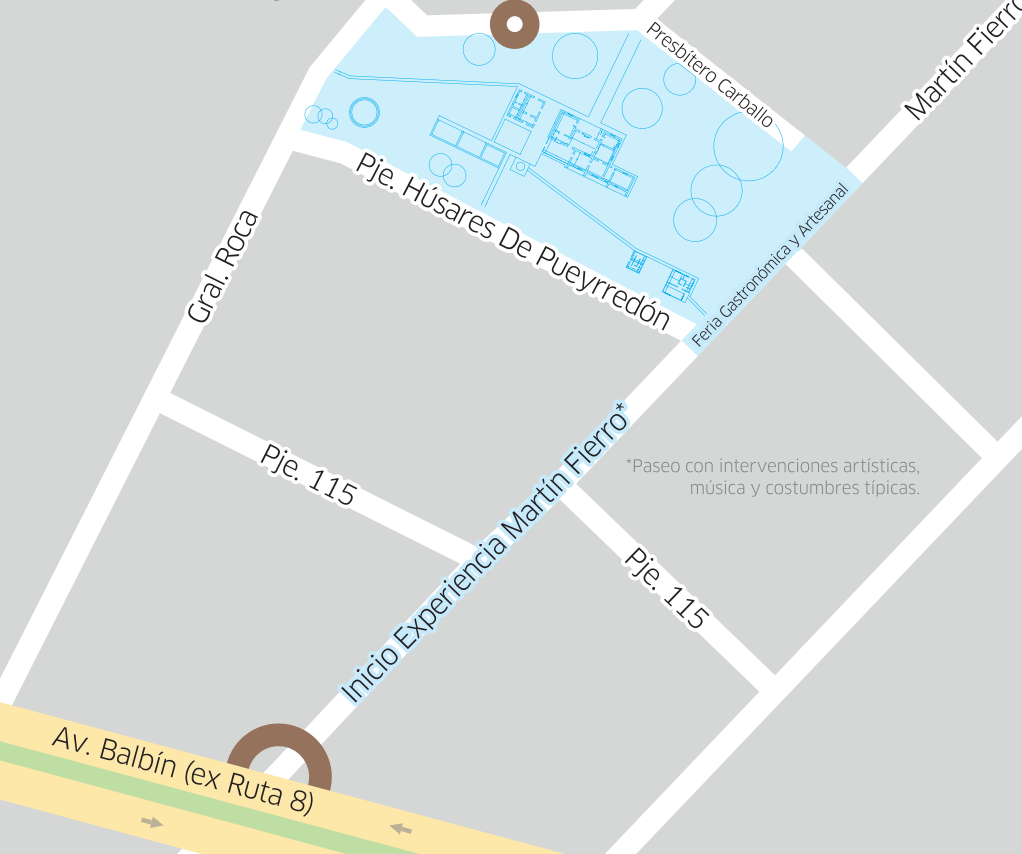 Presbítero Carballo
Martín Fierro
Pje. Húsares De Pueyrredón
Gral. Roca
Feria Gastronómica y Artesanal
Inicio Experiencia Martín Fierro*
*Paseo con intervenciones artísticas,
música y costumbres típicas.
Pje. 115
Pje. 115
Av. Balbín (ex Ruta 8)